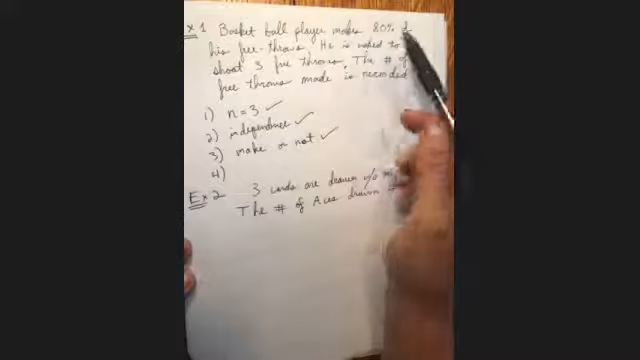 Ex 1 Basket ball player makes 80% of
his free-throws. He is asked to
shoot 3 free throws. The # of
free throws made is recorded
1) n = 3 ✓
2) independence ✓
3) make or not ✓
4)
Ex 2 3 cards are drawn w/o
The # of Aces drawn